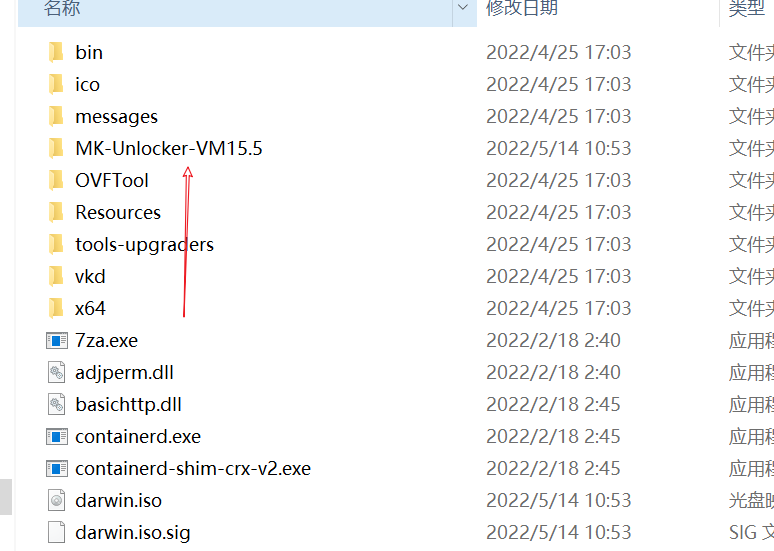 名称 修改日期 类型
bin 2022/4/25 17:03 文件夹
ico 2022/4/25 17:03 文件夹
messages 2022/4/25 17:03 文件夹
MK-Unlocker-VM15.5 2022/5/14 10:53 文件夹
OVFTool 2022/4/25 17:03 文件夹
Resources 2022/4/25 17:03 文件夹
tools-upgraders 2022/4/25 17:03 文件夹
vkd 2022/4/25 17:03 文件夹
x64 2022/4/25 17:03 文件夹
7za.exe 2022/2/18 2:40 应用程
adjperm.dll 2022/2/18 2:40 应用程
basichttp.dll 2022/2/18 2:45 应用程
containerd.exe 2022/2/18 2:45 应用程
containerd-shim-crx-v2.exe 2022/2/18 2:45 应用程
darwin.iso 2022/5/14 10:53 光盘映
darwin.iso.sig 2022/5/14 10:53 SIG 文